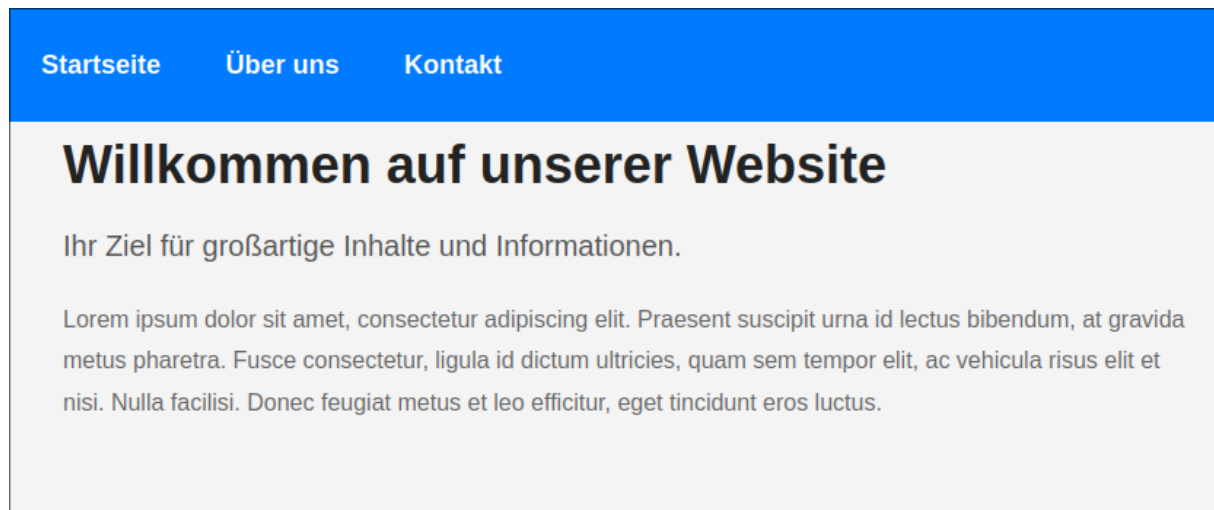 Startseite Über uns Kontakt
Willkommen auf unserer Website
Ihr Ziel für großartige Inhalte und Informationen.
Lorem ipsum dolor sit amet, consectetur adipiscing elit. Praesent suscipit urna id lectus bibendum, at gravida
metus pharetra. Fusce consectetur, ligula id dictum ultricies, quam sem tempor elit, ac vehicula risus elit et
nisi. Nulla facilisi. Donec feugiat metus et leo efficitur, eget tincidunt eros luctus.